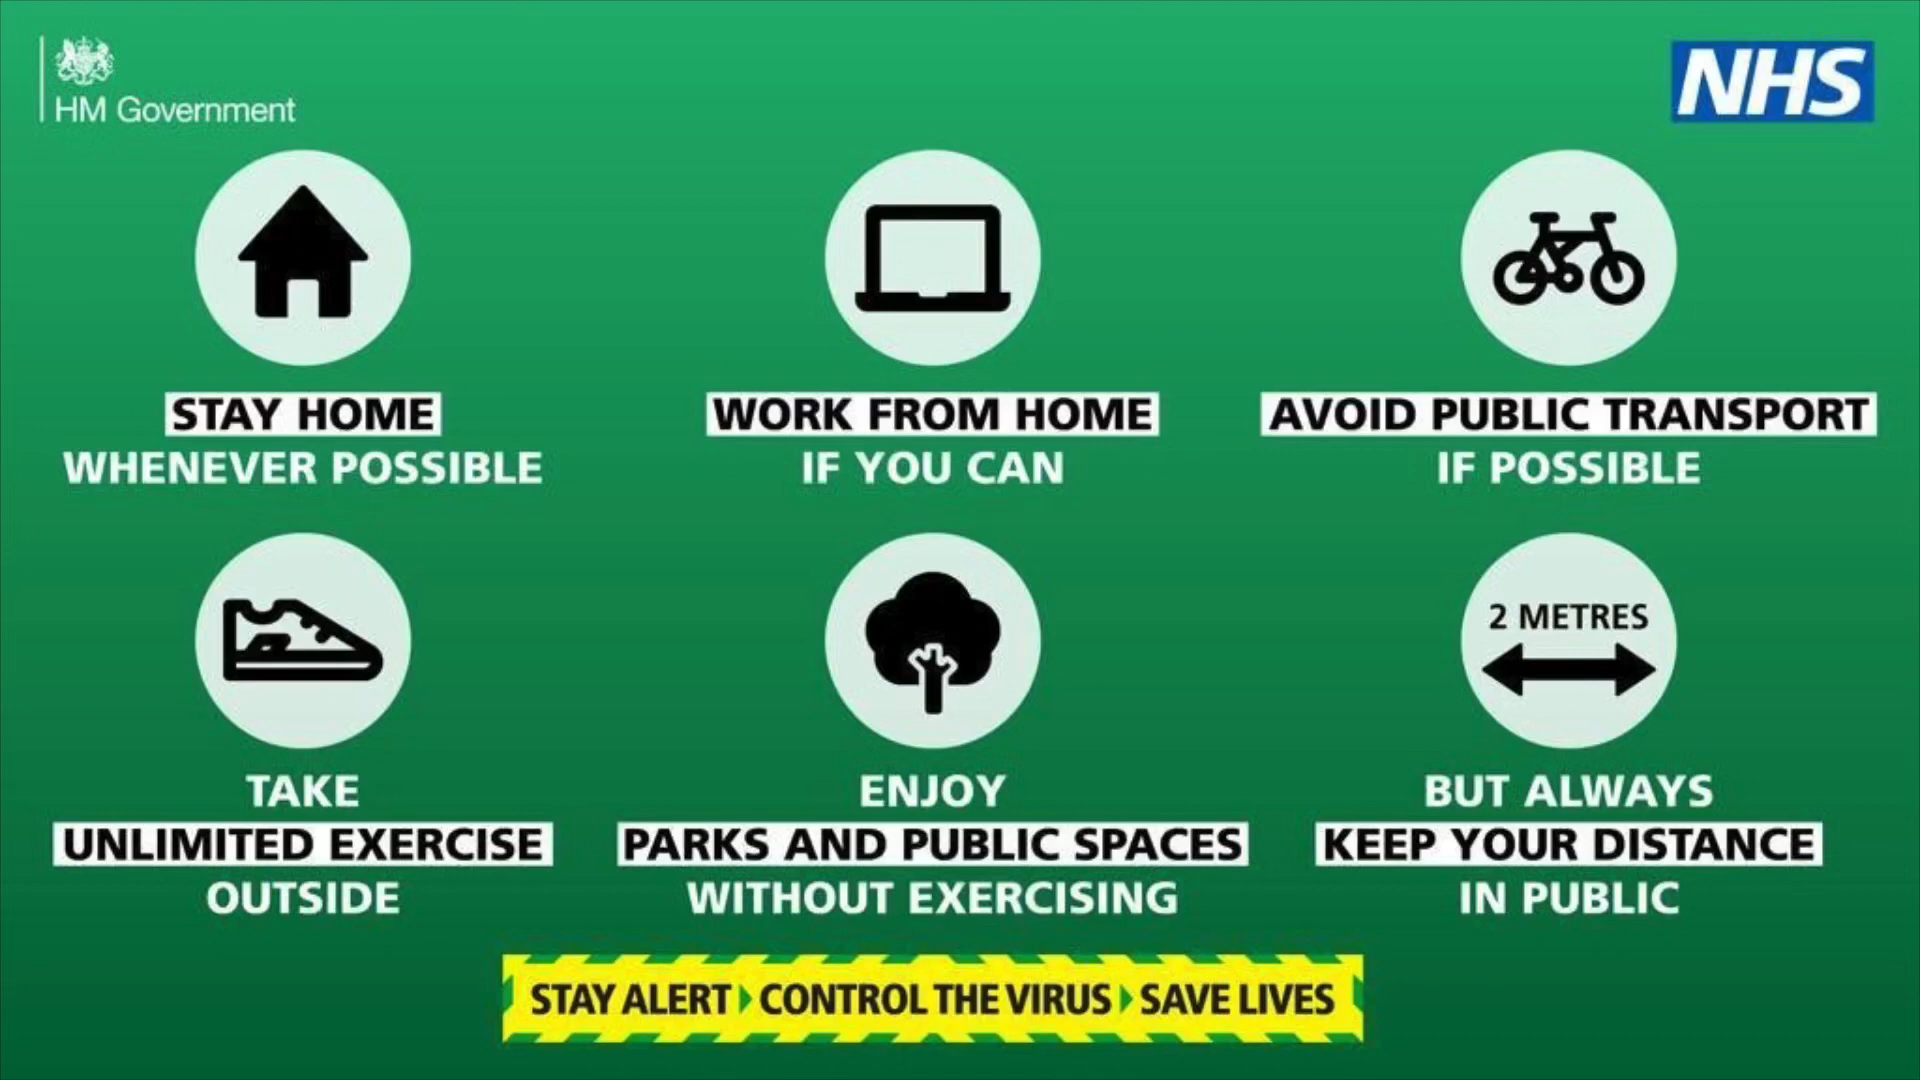 HM Government
NHS
STAY HOME
WHENEVER POSSIBLE
WORK FROM HOME
IF YOU CAN
AVOID PUBLIC TRANSPORT
IF POSSIBLE
TAKE
UNLIMITED EXERCISE
OUTSIDE
ENJOY
PARKS AND PUBLIC SPACES
WITHOUT EXERCISING
2 METRES
BUT ALWAYS
KEEP YOUR DISTANCE
IN PUBLIC
STAY ALERT CONTROL THE VIRUS SAVE LIVES